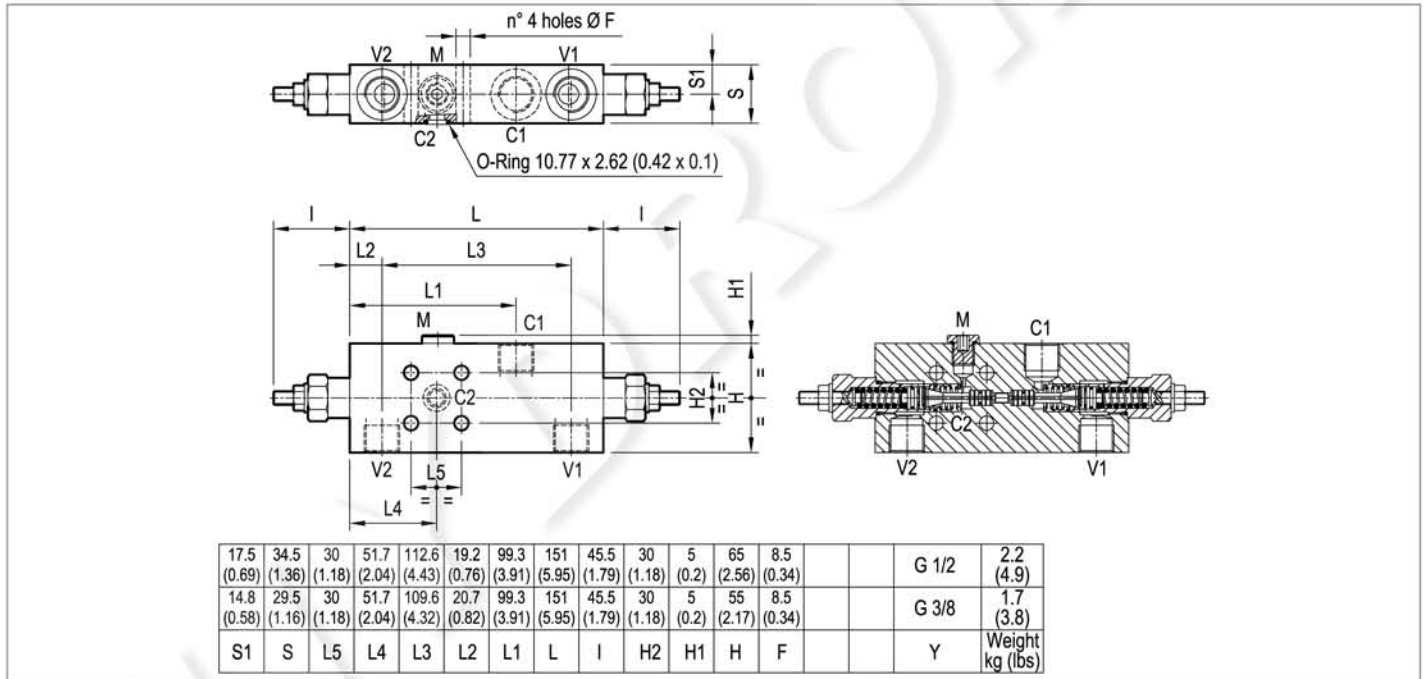 n° 4 holes Ø F
V2 M V1
S1
S
C2 C1
O-Ring 10.77 x 2.62 (0.42 x 0.1)
I L I
L2 L3
L1
H1
M C1
C2
H2
=
=
H
=
=
V2 V1
L5
= =
L4
M C1
C2
V2 V1
17.5 34.5 30 51.7 112.6 19.2 99.3 151 45.5 30 5 65 8.5 G 1/2 2.2
(0.69) (1.36) (1.18) (2.04) (4.43) (0.76) (3.91) (5.95) (1.79) (1.18) (0.2) (2.56) (0.34) (4.9)
14.8 29.5 30 51.7 109.6 20.7 99.3 151 45.5 30 5 55 8.5 G 3/8 1.7
(0.58) (1.16) (1.18) (2.04) (4.32) (0.82) (3.91) (5.95) (1.79) (1.18) (0.2) (2.17) (0.34) (3.8)
S1 S L5 L4 L3 L2 L1 L I H2 H1 H F Y Weight
kg (lbs)